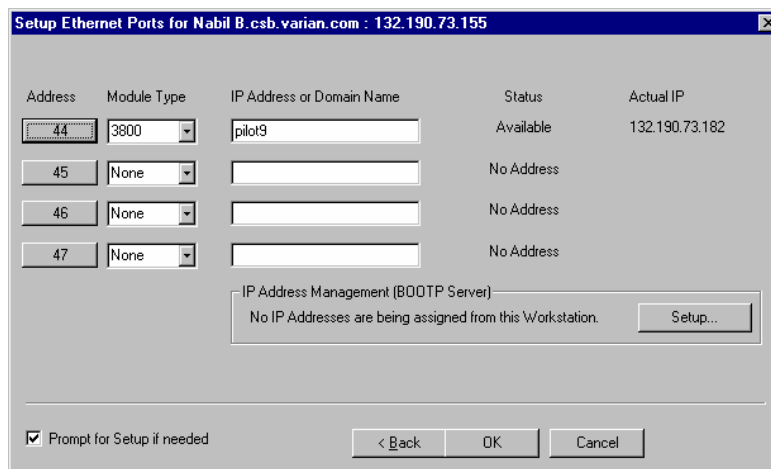 Setup Ethernet Ports for Nabil B.csb.varian.com : 132.190.73.155
Address Module Type IP Address or Domain Name Status Actual IP
44 3800 pilot9 Available 132.190.73.182
45 None No Address
46 None No Address
47 None No Address
IP Address Management (BOOTP Server)
No IP Addresses are being assigned from this Workstation. Setup...
Prompt for Setup if needed < Back OK Cancel